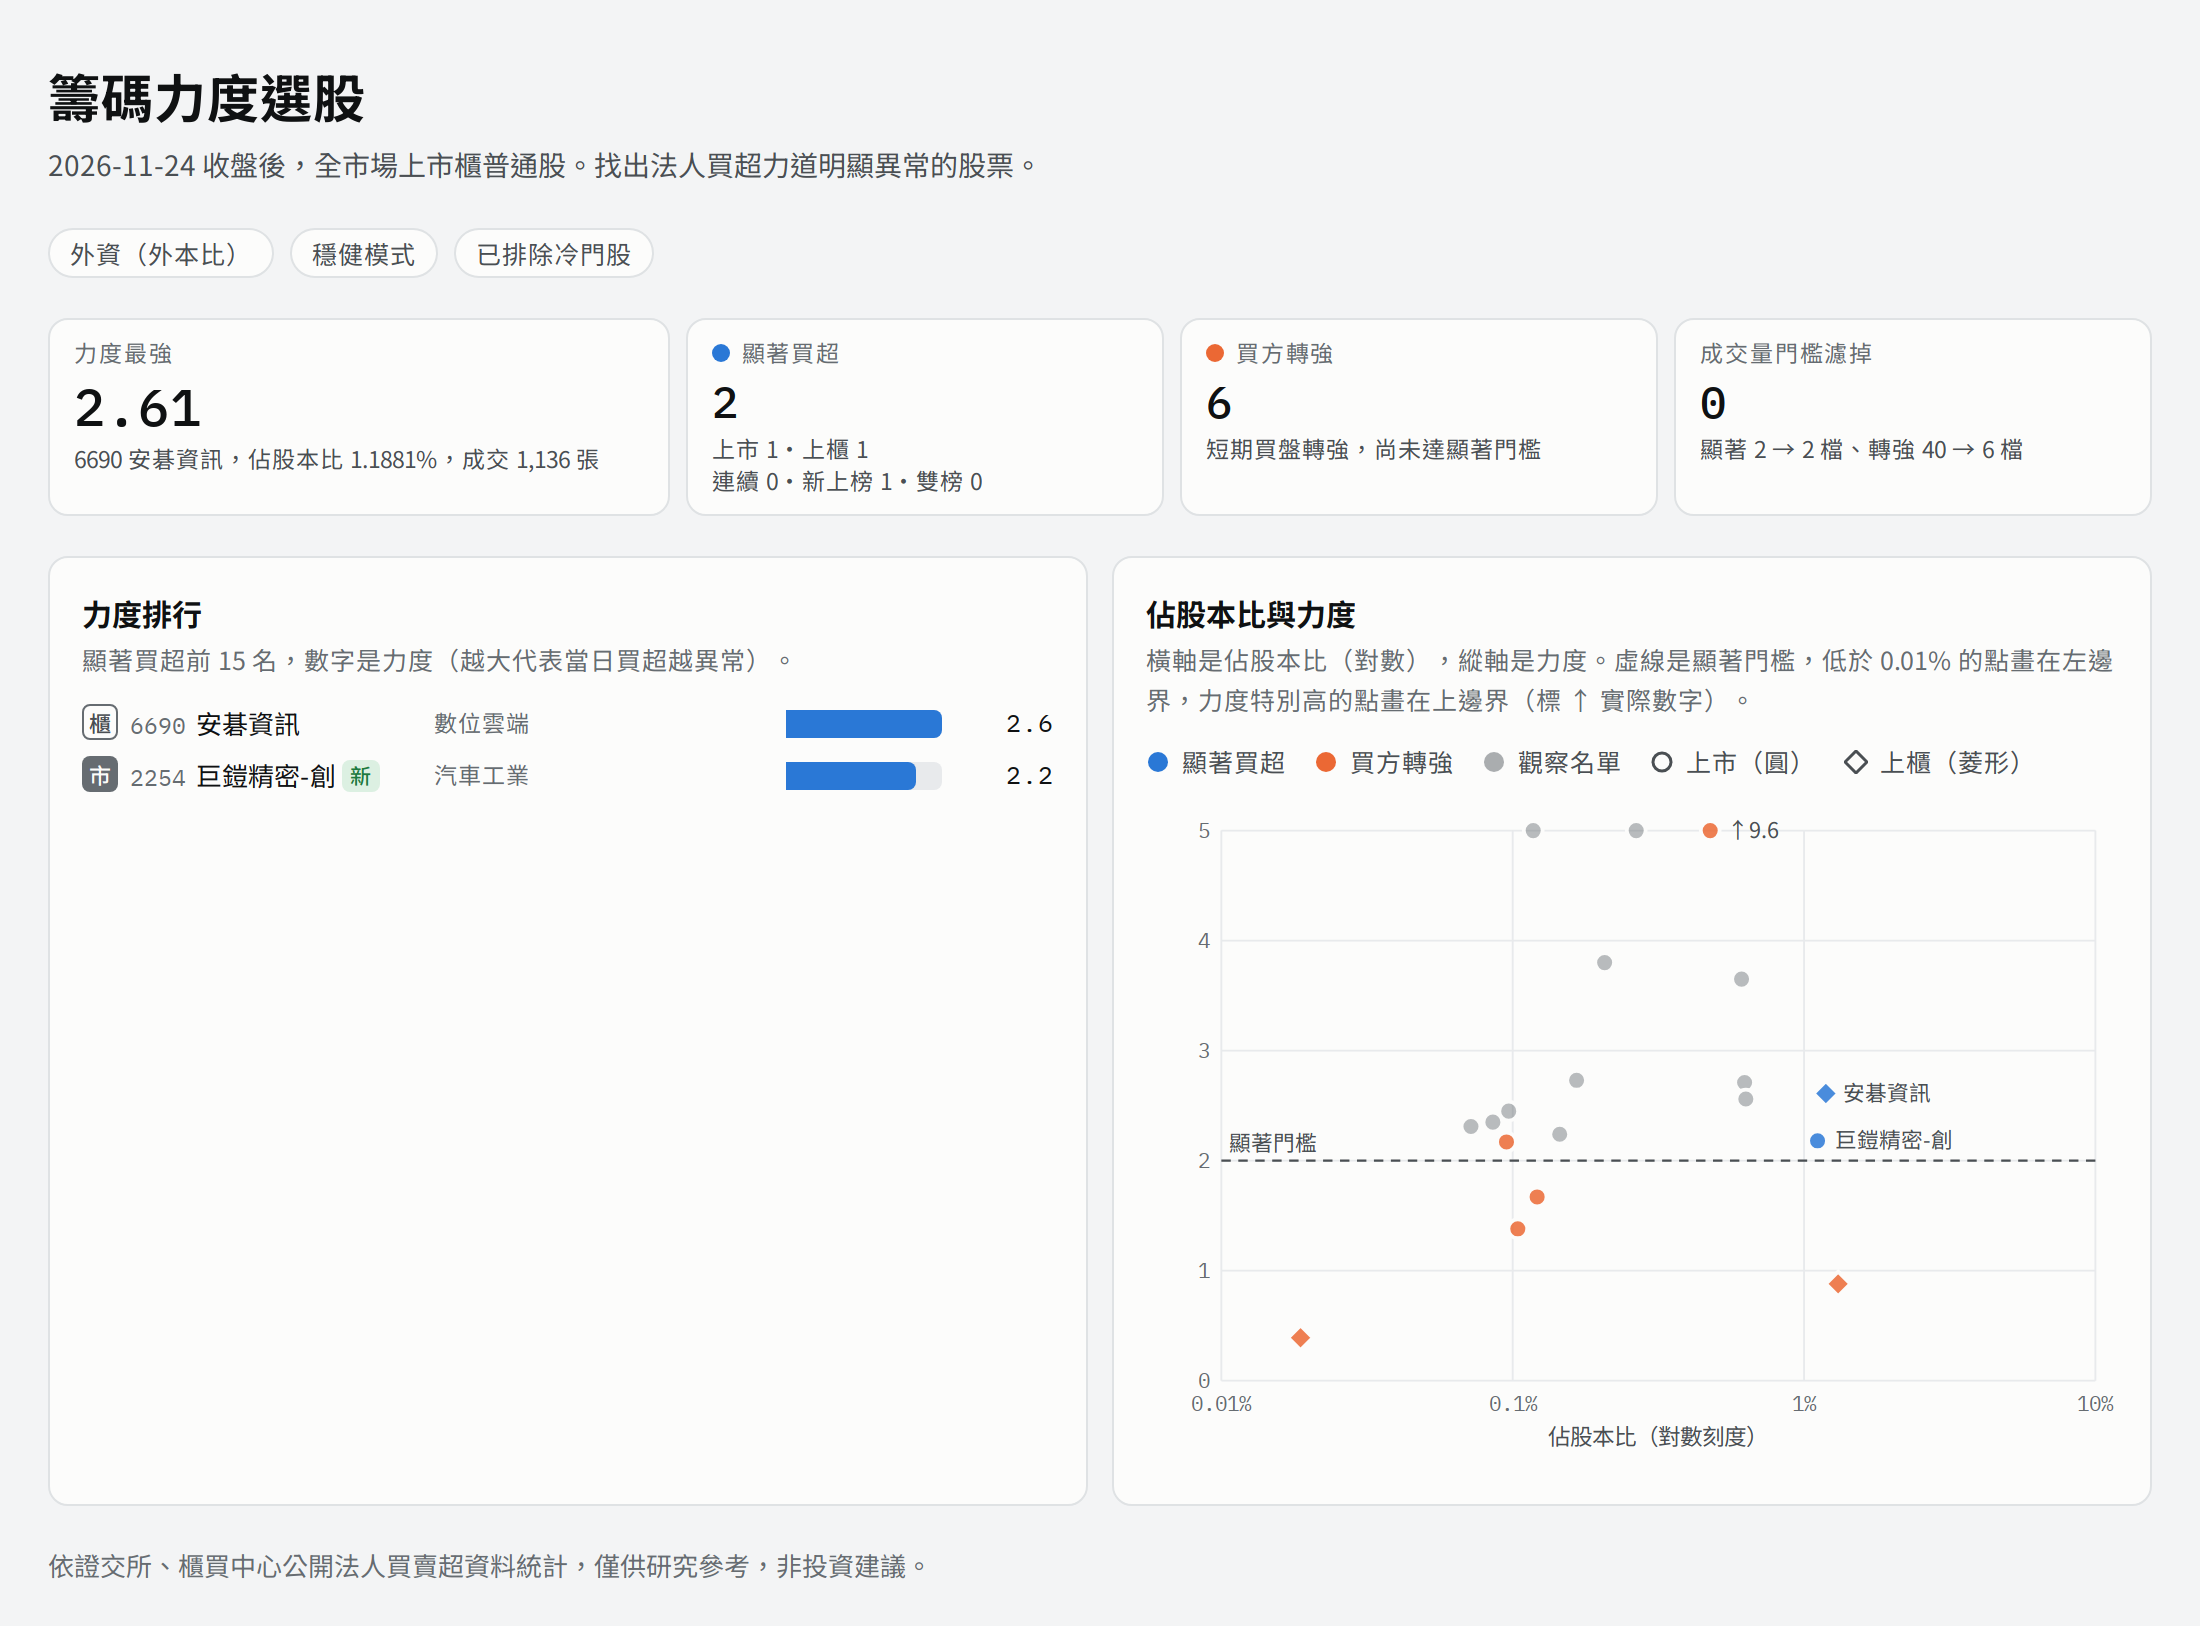 籌碼力度選股
2026-11-24 收盤後，全市場上市櫃普通股。找出法人買超力道明顯異常的股票。
外資（外本比）
穩健模式
已排除冷門股
力度最強
2.61
6690 安碁資訊，佔股本比 1.1881%，成交 1,136 張
顯著買超
2
上市 1・上櫃 1
連續 0・新上榜 1・雙榜 0
買方轉強
6
短期買盤轉強，尚未達顯著門檻
成交量門檻濾掉
0
顯著 2 → 2 檔、轉強 40 → 6 檔
力度排行
顯著買超前 15 名，數字是力度（越大代表當日買超越異常）。
櫃 6690 安碁資訊 數位雲端 2.6
市 2254 巨鎧精密-創 新 汽車工業 2.2
佔股本比與力度
橫軸是佔股本比（對數），縱軸是力度。虛線是顯著門檻，低於 0.01% 的點畫在左邊
界，力度特別高的點畫在上邊界（標 ↑ 實際數字）。
顯著買超 買方轉強 觀察名單 上市（圓） 上櫃（菱形）
5
↑9.6
4
3
安碁資訊
巨鎧精密-創
顯著門檻
2
1
0
0.01% 0.1% 1% 10%
佔股本比（對數刻度）
依證交所、櫃買中心公開法人買賣超資料統計，僅供研究參考，非投資建議。